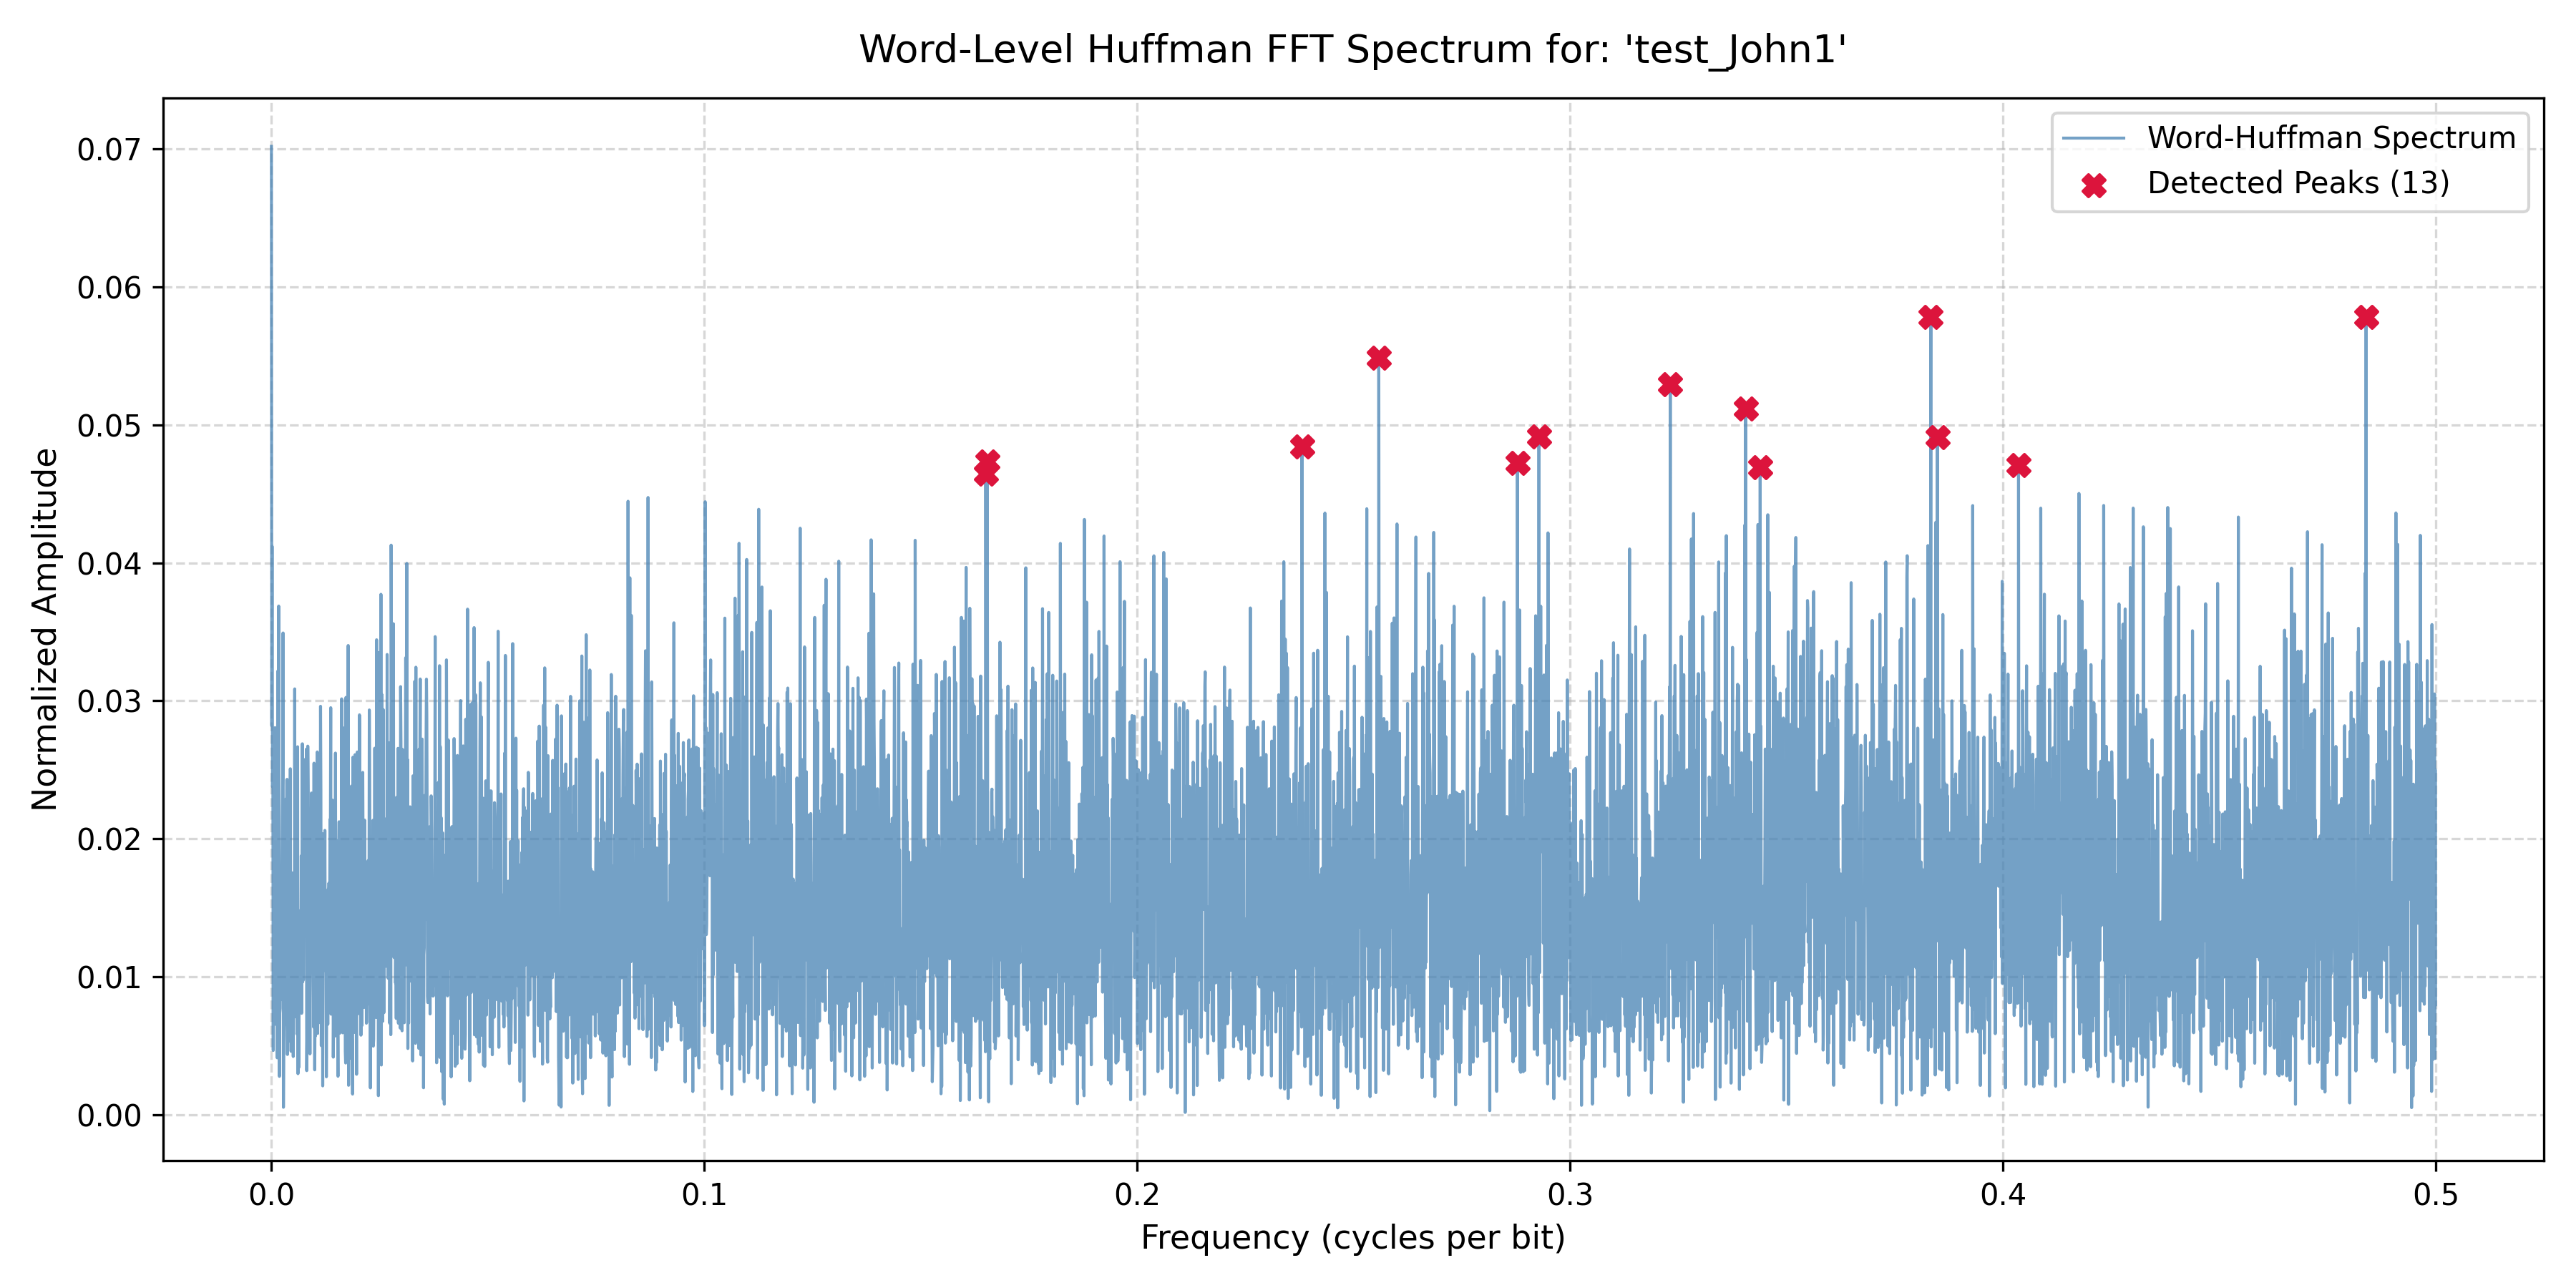 Word-Level Huffman FFT Spectrum for: 'test_John1'
Word-Huffman Spectrum
Detected Peaks (13)
Normalized Amplitude
0.07
0.06
0.05
0.04
0.03
0.02
0.01
0.00
0.0 0.1 0.2 0.3 0.4 0.5
Frequency (cycles per bit)